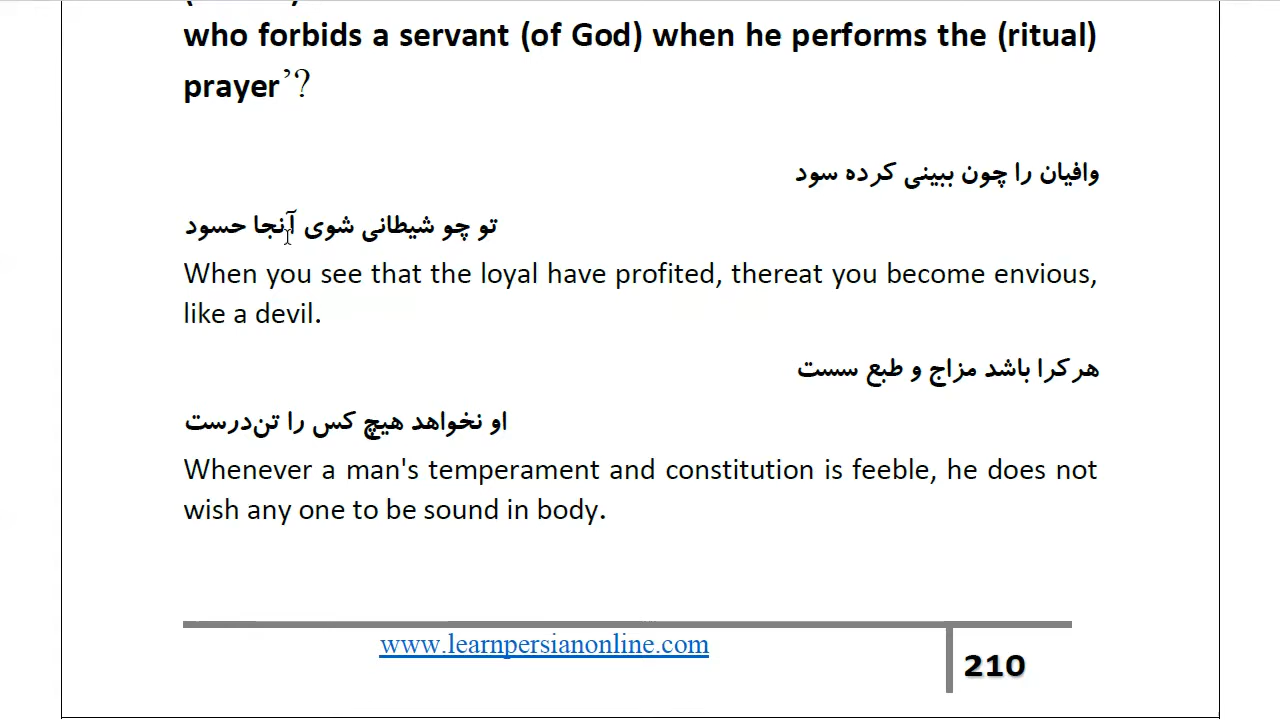 who forbids a servant (of God) when he performs the (ritual)
prayer’?
وافیان را چون ببینی کرده سود
تو چو شیطانی شوی آنجا حسود
When you see that the loyal have profited, thereat you become envious,
like a devil.
هرکرا باشد مزاج و طبع سست
او نخواهد هیچ کس را تن‌درست
Whenever a man's temperament and constitution is feeble, he does not
wish any one to be sound in body.
www.learnpersianonline.com
210